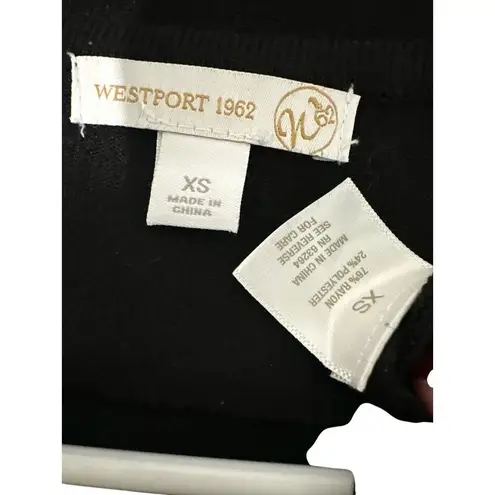 WESTPORT 1962
W 62
XS
MADE IN
CHINA
XS
76% RAYON
24% POLYESTER
MADE IN CHINA
RN 63264
SEE REVERSE
FOR CARE